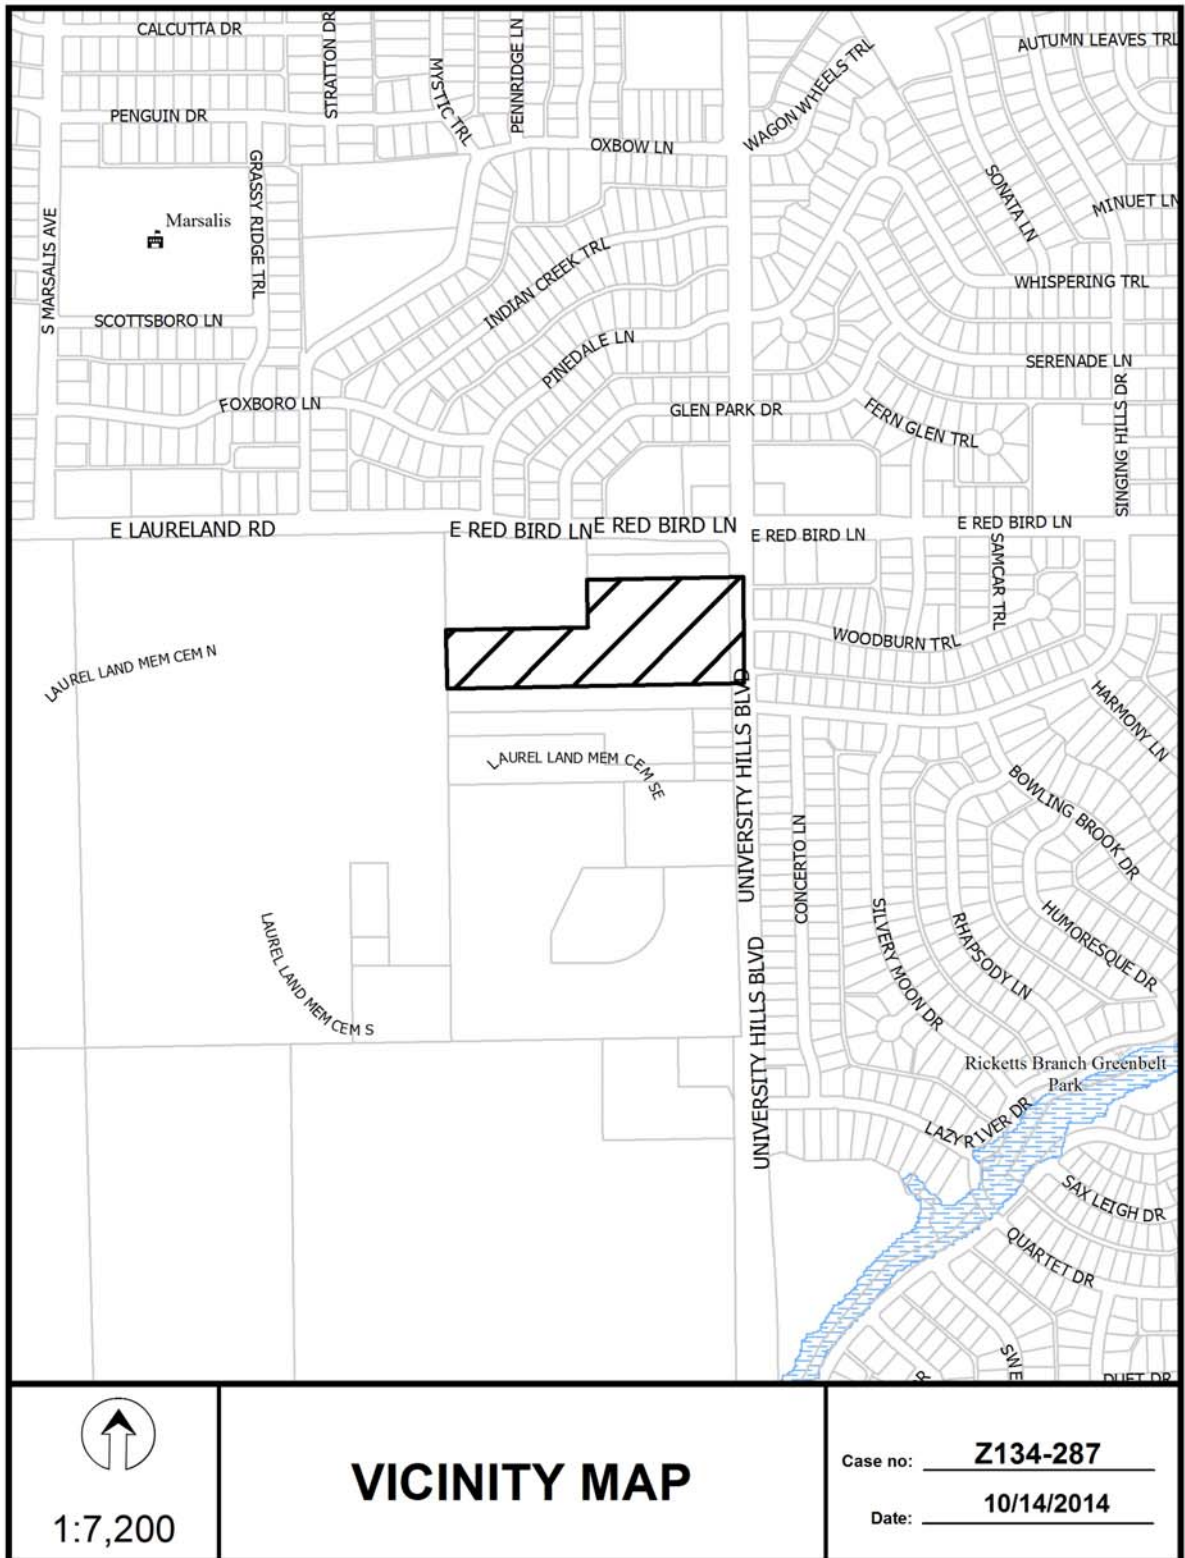 CALCUTTA DR
STRATTON DR
MYSTIC TRL
PENNRIDGE LN
WAGON WHEELS TRL
AUTUMN LEAVES TRL
PENGUIN DR
OXBOW LN
GRASSY RIDGE TRL
SONATA LN
MINUET LN
Marsalis
S MARSALIS AVE
INDIAN CREEK TRL
WHISPERING TRL
SCOTTSBORO LN
PINEDALE LN
SERENADE LN
FOXBORO LN
GLEN PARK DR
FERN GLEN TRL
SINGING HILLS DR
E LAURELAND RD
E RED BIRD LN
E RED BIRD LN
E RED BIRD LN
E RED BIRD LN
SAMCAR TRL
WOODBURN TRL
LAUREL LAND MEM CEM N
HARMONY LN
UNIVERSITY HILLS BLVD
LAUREL LAND MEM CEM SE
BOWLING BROOK DR
CONCERTO LN
SILVERY MOON DR
RHAPSODY LN
HUMORESQUE DR
LAUREL LAND MEM CEM S
UNIVERSITY HILLS BLVD
Ricketts Branch Greenbelt
Park
LAZY RIVER DR
SAX LEIGH DR
QUARTET DR
SWE
R
DUET DR
1:7,200
VICINITY MAP
Case no: Z134-287
Date: 10/14/2014